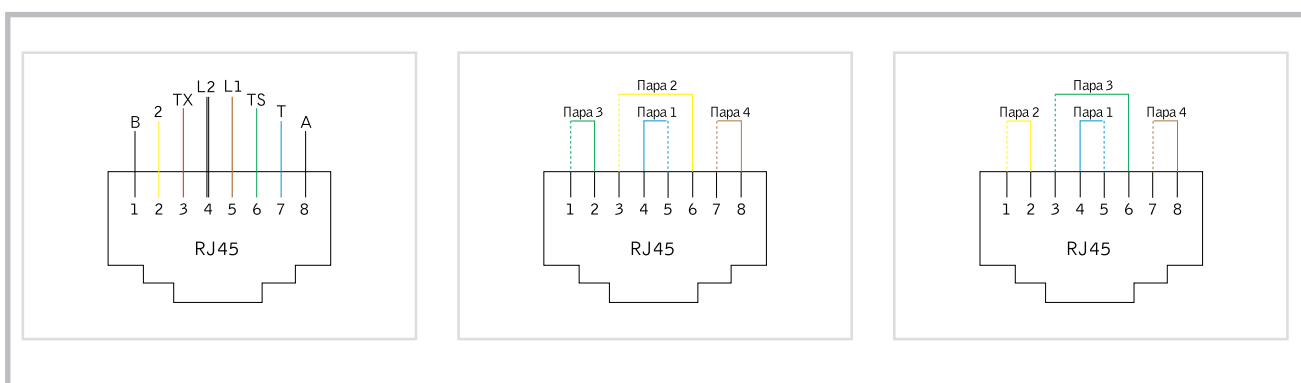 B 2 TX L2 L1 TS T A
1 2 3 4 5 6 7 8
RJ45
Пара 2
Пара 3 Пара 1 Пара 4
1 2 3 4 5 6 7 8
RJ45
Пара 3
Пара 2 Пара 1 Пара 4
1 2 3 4 5 6 7 8
RJ45